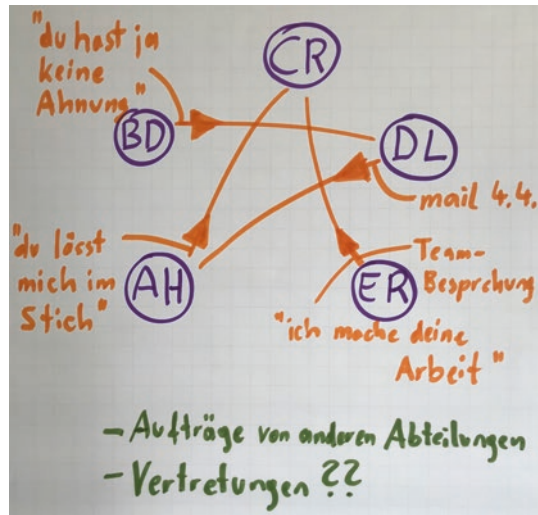 "du hast ja
keine
Ahnung"
CR
BD
DL
mail 4.4.
"du lässt
mich im
Stich"
AH
ER
Team-
Besprechung
"ich mache deine
Arbeit"
- Aufträge von anderen Abteilungen
- Vertretungen ??